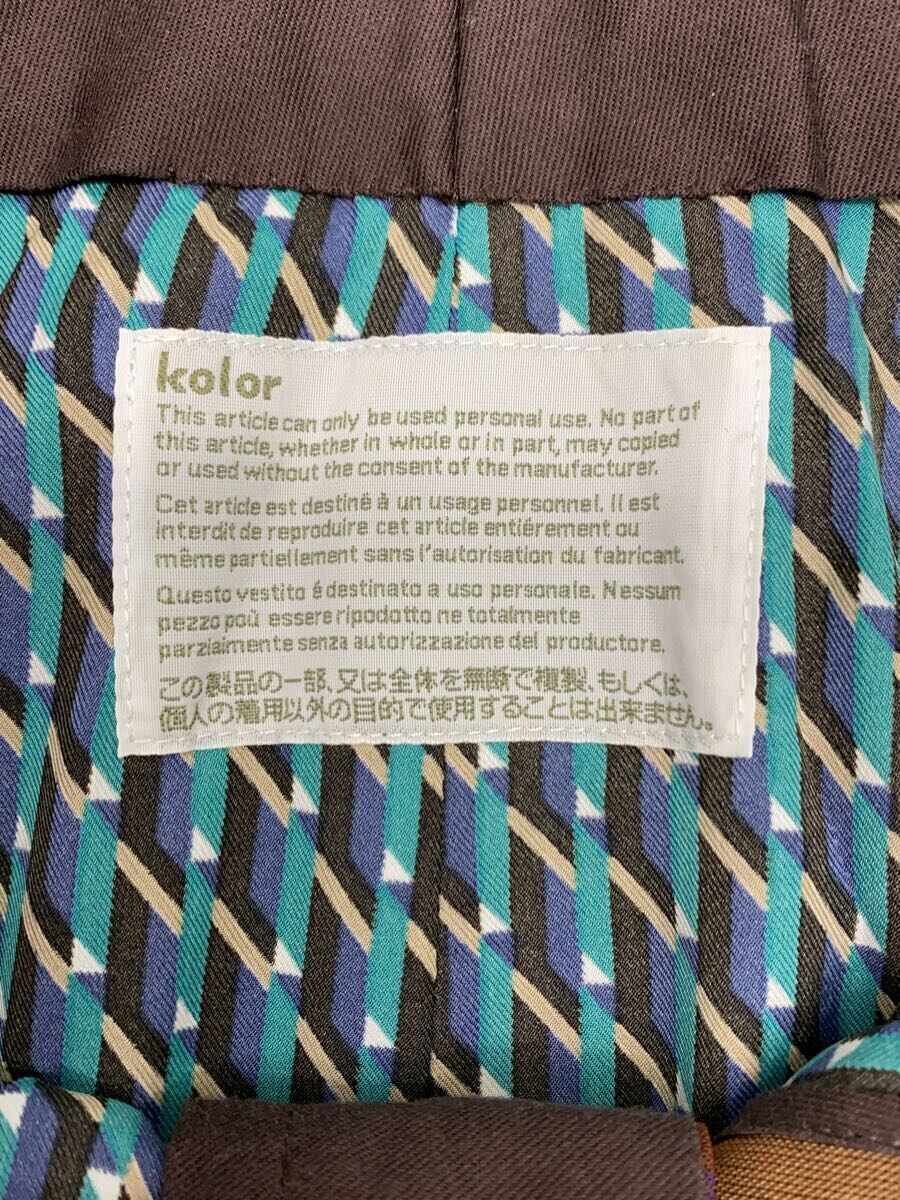 kolor
This article can only be used personal use. No part of
this article, whether in whole or in part, may copied
or used without the consent of the manufacturer.
Cet article est destinê à un usage personnel. Il est
interdit de reproduire cet article entiérement ou
même partiellement sans l'autorisation du fabricant.
Questo vestito é destinato a uso personale. Nessum
pezzo poù essere ripodotto ne totalmente
parzialmente senza autorizzazione del productore.
この製品の一部、又は全体を無断で複製、もしくは、
個人の着用以外の目的で使用することは出来ません。